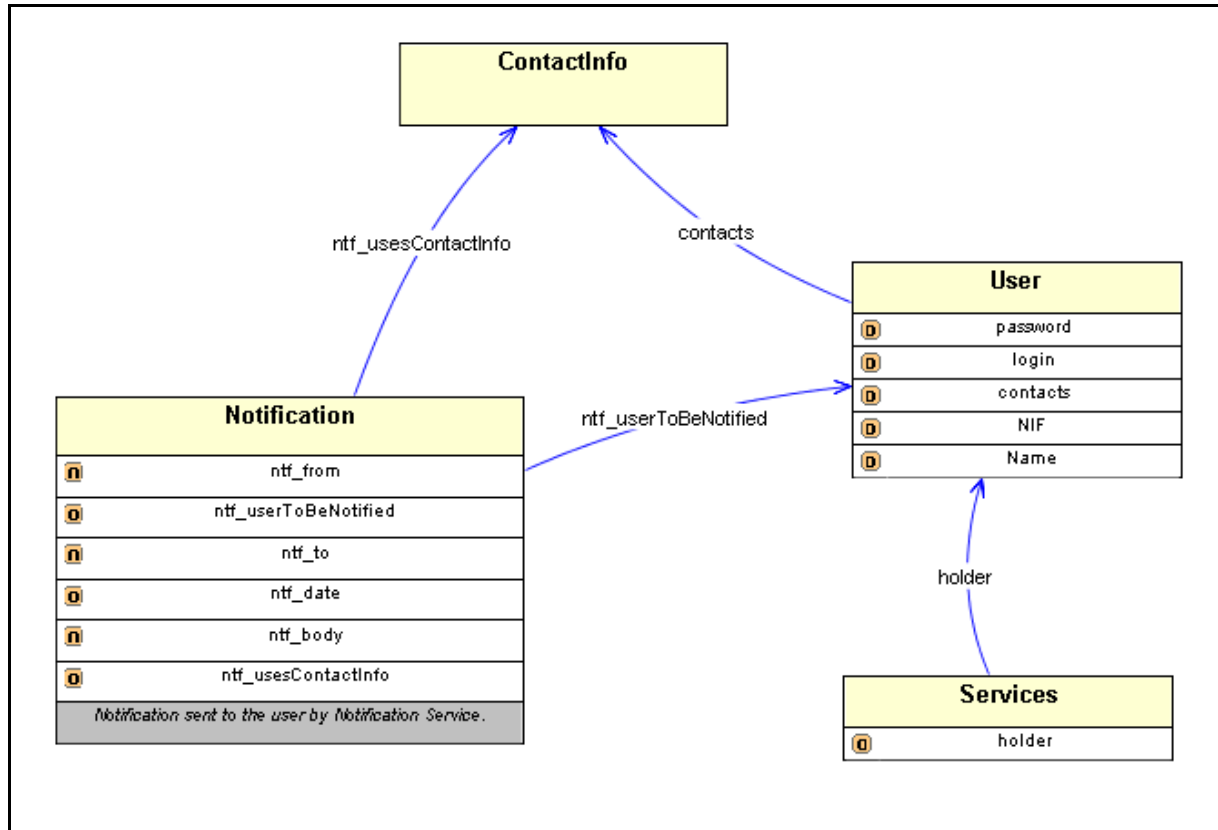 ContactInfo
ntf_usesContactInfo
contacts
User
D password
D login
D contacts
D NIF
D Name
ntf_userToBeNotified
Notification
n ntf_from
o ntf_userToBeNotified
n ntf_to
o ntf_date
n ntf_body
o ntf_usesContactInfo
Notification sent to the user by Notification Service.
holder
Services
D holder